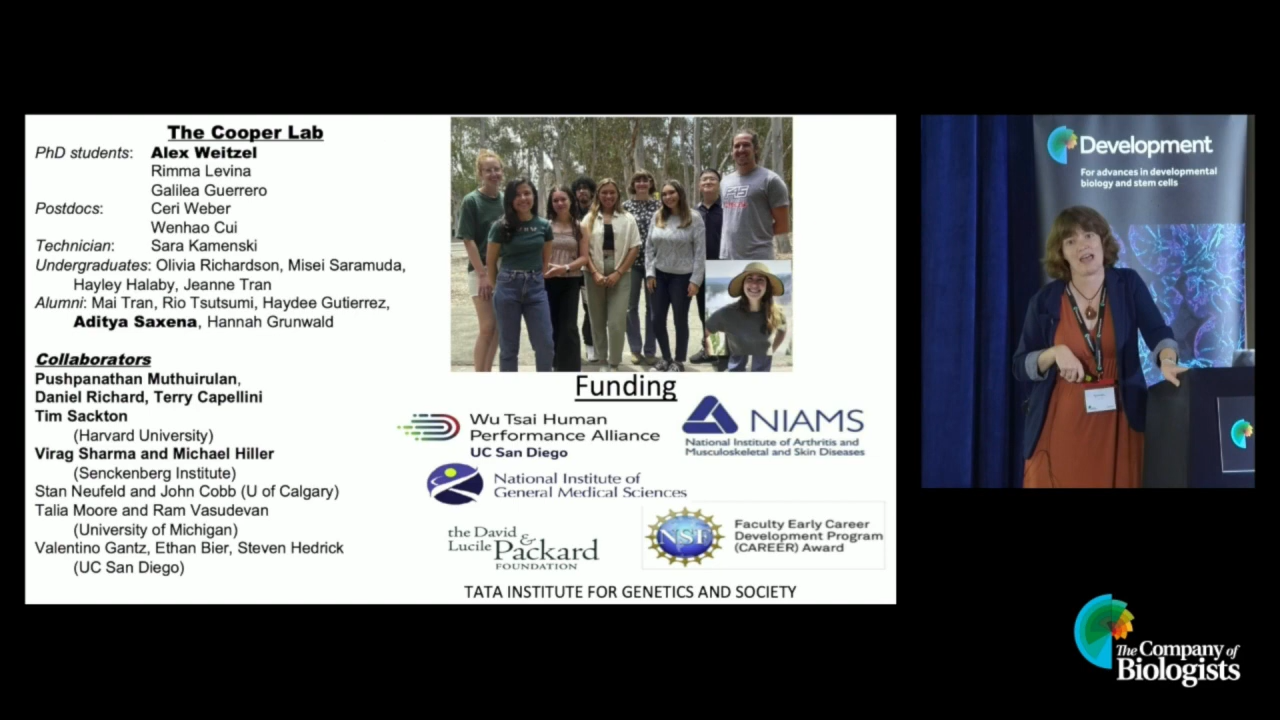 The Cooper Lab
PhD students: Alex Weitzel
Rimma Levina
Galilea Guerrero
Postdocs: Ceri Weber
Wenhao Cui
Technician: Sara Kamenski
Undergraduates: Olivia Richardson, Misei Saramuda,
Hayley Halaby, Jeanne Tran
Alumni: Mai Tran, Rio Tsutsumi, Haydee Gutierrez,
Aditya Saxena, Hannah Grunwald
Collaborators
Pushpanathan Muthuirulan,
Daniel Richard, Terry Capellini
Tim Sackton
(Harvard University)
Virag Sharma and Michael Hiller
(Senckenberg Institute)
Stan Neufeld and John Cobb (U of Calgary)
Talia Moore and Ram Vasudevan
(University of Michigan)
Valentino Gantz, Ethan Bier, Steven Hedrick
(UC San Diego)
Funding
Wu Tsai Human
Performance Alliance
UC San Diego
NIAMS
National Institute of Arthritis and
Musculoskeletal and Skin Diseases
National Institute of
General Medical Sciences
the David &
Lucile Packard
FOUNDATION
NSF
Faculty Early Career
Development Program
(CAREER) Award
TATA INSTITUTE FOR GENETICS AND SOCIETY
Development
For advances in developmental
biology and stem cells
The Company of
Biologists